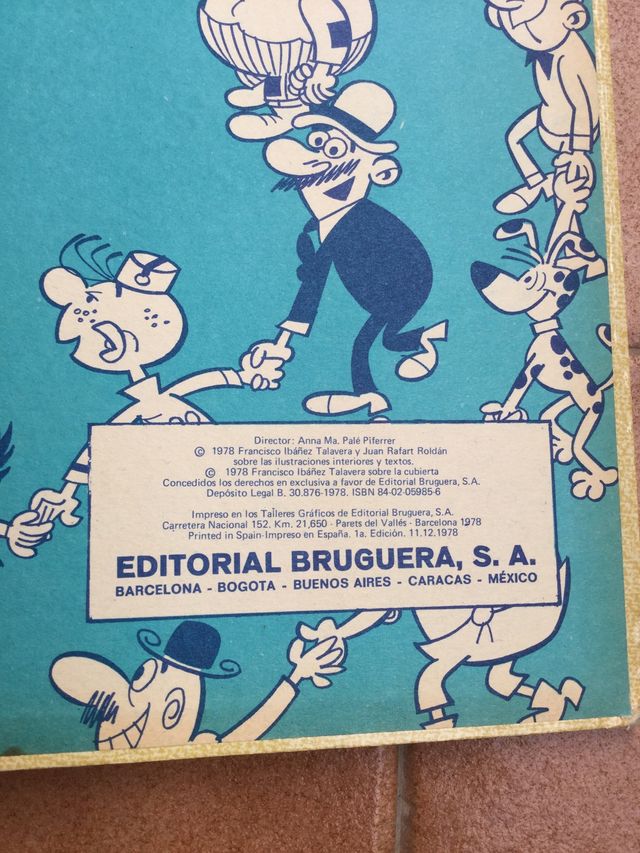 Director: Anna Ma. Palé Piferrer
© 1978 Francisco Ibáñez Talavera y Juan Rafart Roldán
sobre las ilustraciones interiores y textos.
© 1978 Francisco Ibáñez Talavera sobre la cubierta
Concedidos los derechos en exclusiva a favor de Editorial Bruguera, S.A.
Depósito Legal B. 30.876-1978. ISBN 84-02-05985-6
Impreso en los Talleres Gráficos de Editorial Bruguera, S.A.
Carretera Nacional 152. Km. 21,650 - Parets del Vallés - Barcelona 1978
Printed in Spain-Impreso en España. 1a. Edición. 11.12.1978
EDITORIAL BRUGUERA, S. A.
BARCELONA - BOGOTA - BUENOS AIRES - CARACAS - MÉXICO